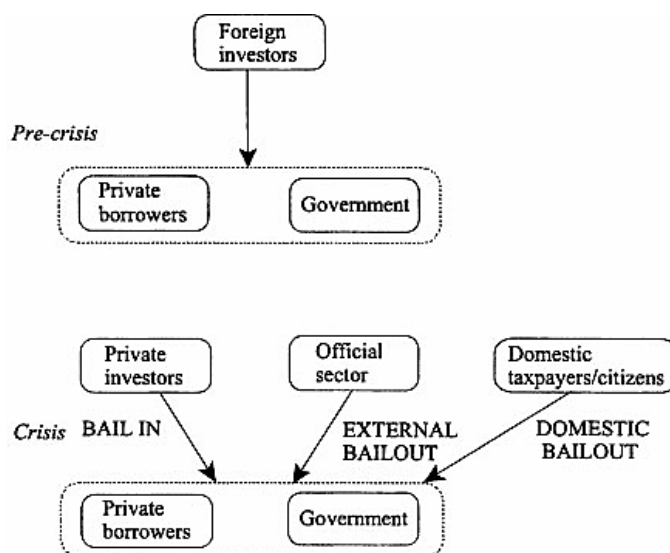 Foreign
investors
Pre-crisis
Private
borrowers
Government
Private
investors
Official
sector
Domestic
taxpayers/citizens
Crisis
BAIL IN
EXTERNAL
BAILOUT
DOMESTIC
BAILOUT
Private
borrowers
Government